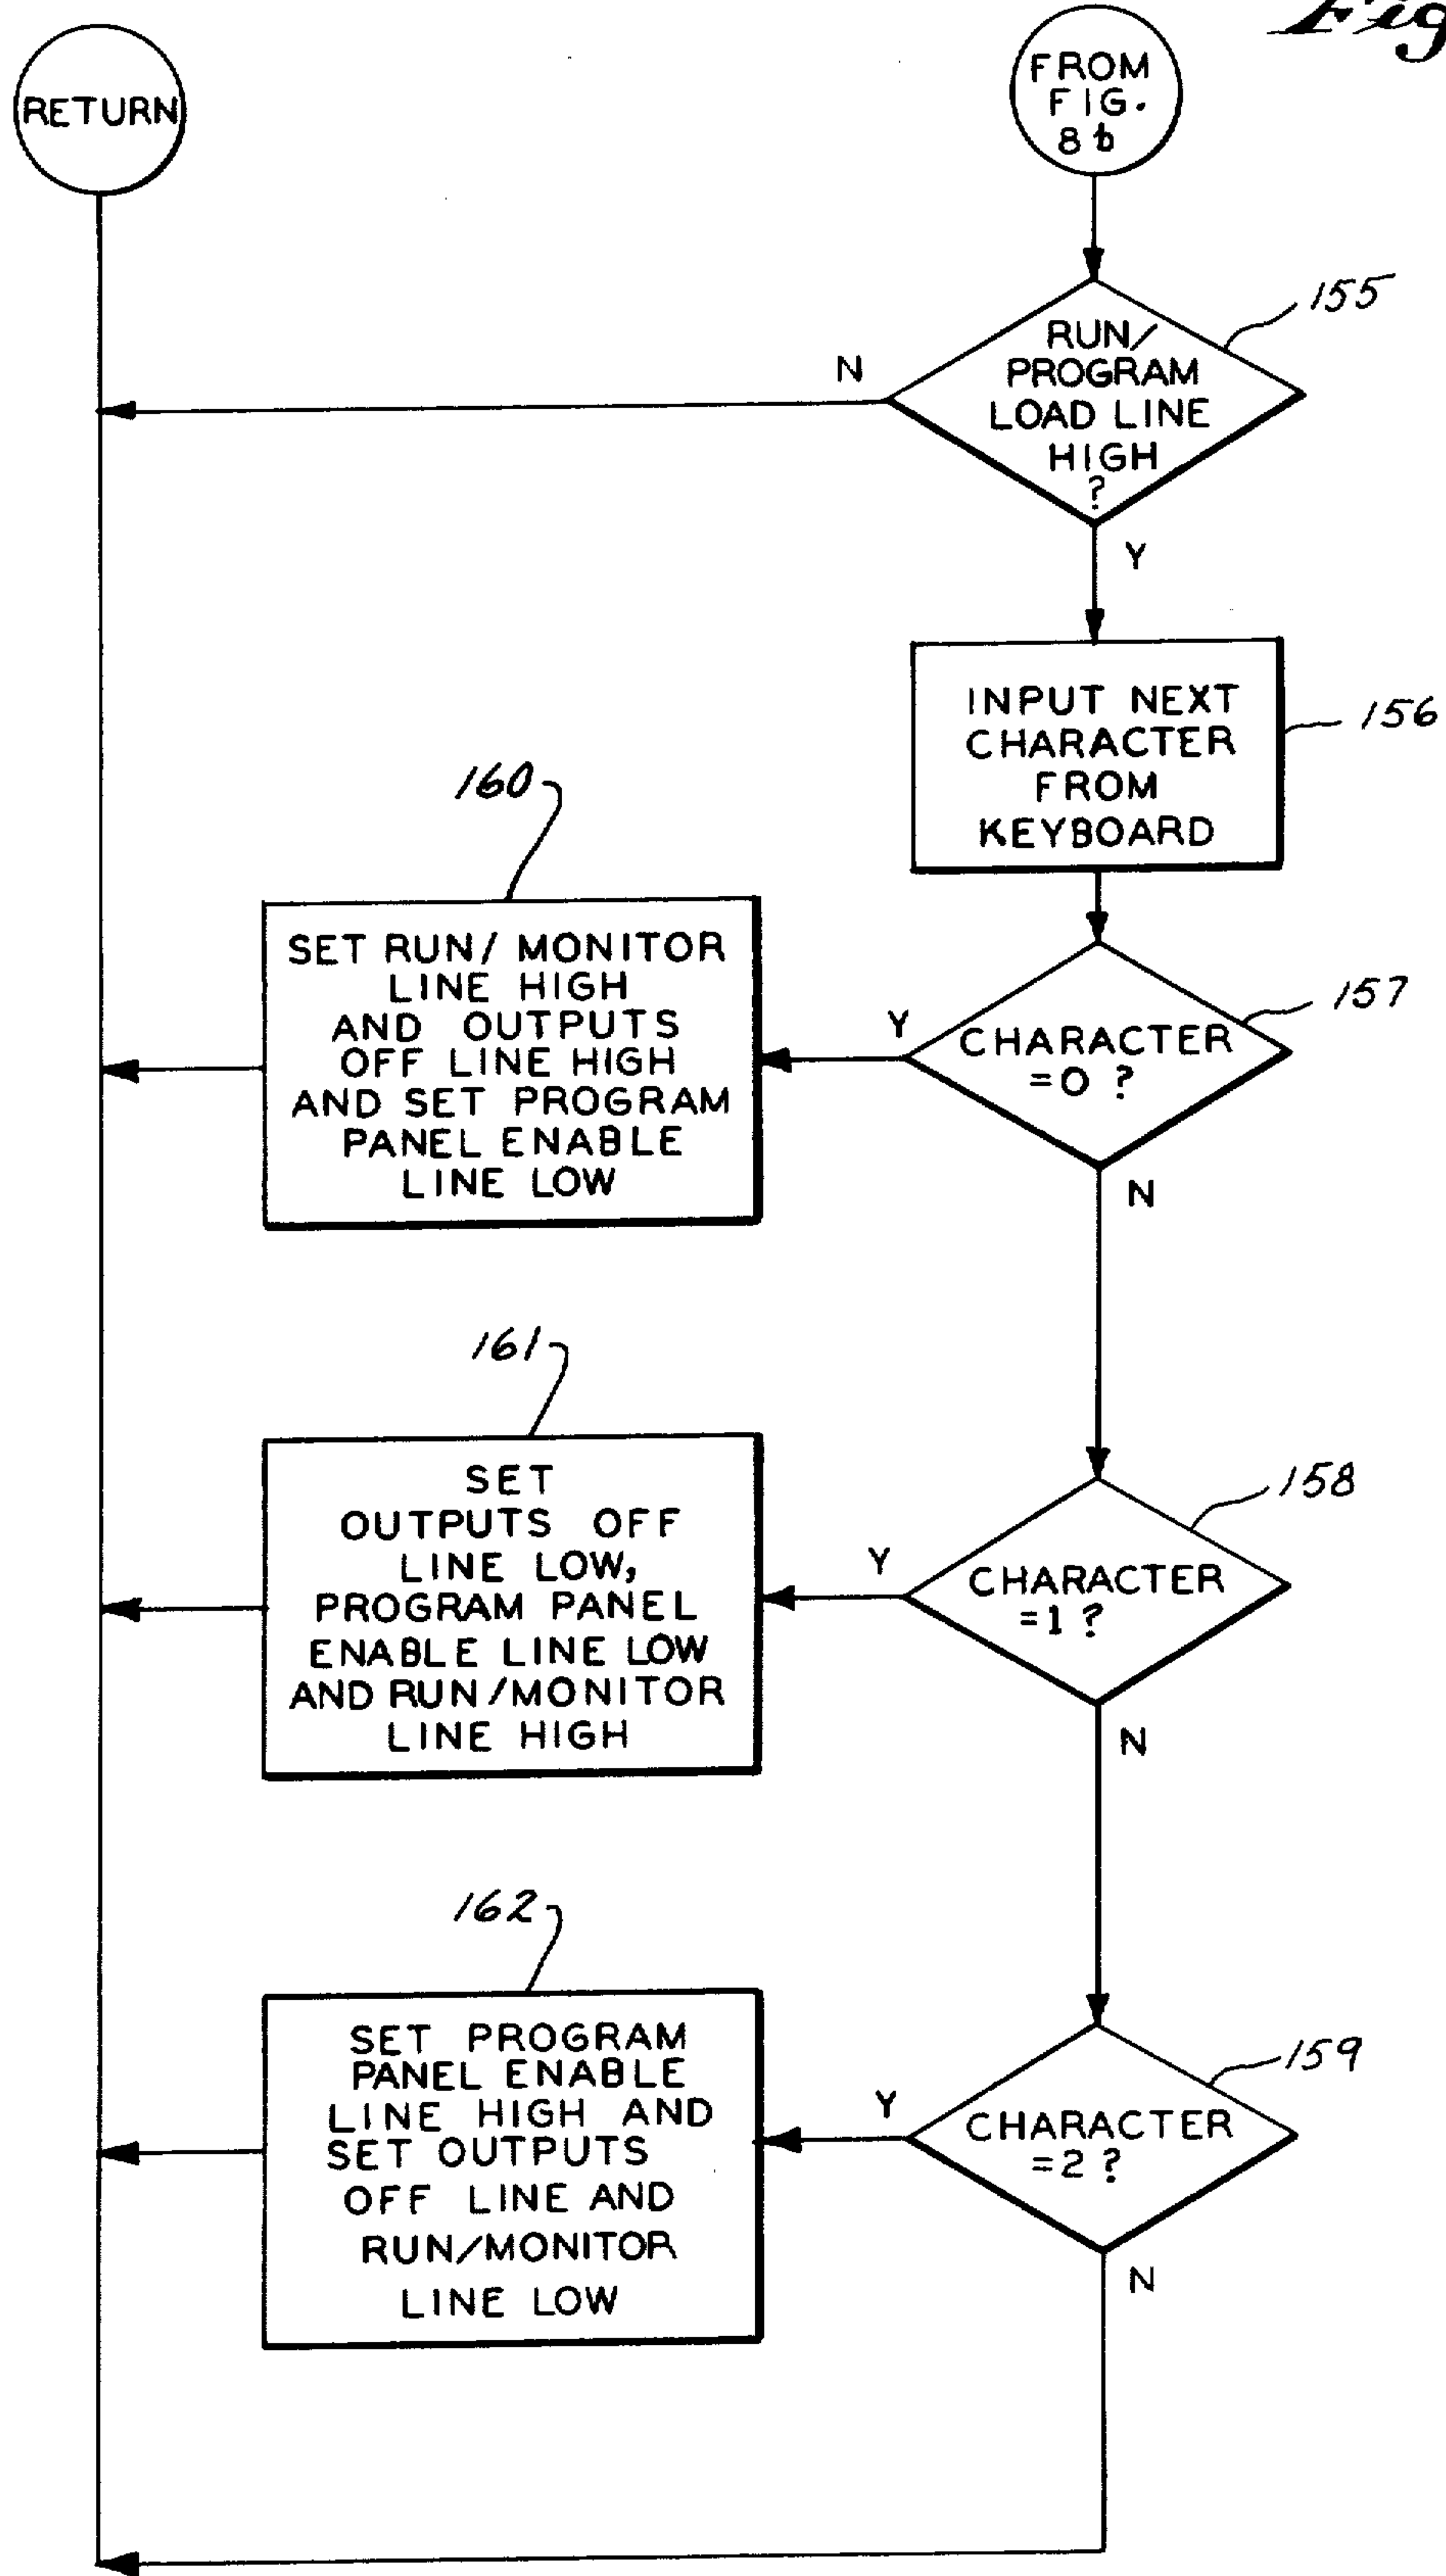 Fig
RETURN
FROM
FIG.
8b
155
RUN/
PROGRAM
LOAD LINE
HIGH
?
N
Y
INPUT NEXT
CHARACTER
FROM
KEYBOARD
156
160
SET RUN/ MONITOR
LINE HIGH
AND OUTPUTS
OFF LINE HIGH
AND SET PROGRAM
PANEL ENABLE
LINE LOW
Y
CHARACTER
=0 ?
157
N
161
SET
OUTPUTS OFF
LINE LOW,
PROGRAM PANEL
ENABLE LINE LOW
AND RUN/MONITOR
LINE HIGH
Y
CHARACTER
=1 ?
158
N
162
SET PROGRAM
PANEL ENABLE
LINE HIGH AND
SET OUTPUTS
OFF LINE AND
RUN/MONITOR
LINE LOW
Y
CHARACTER
=2 ?
159
N